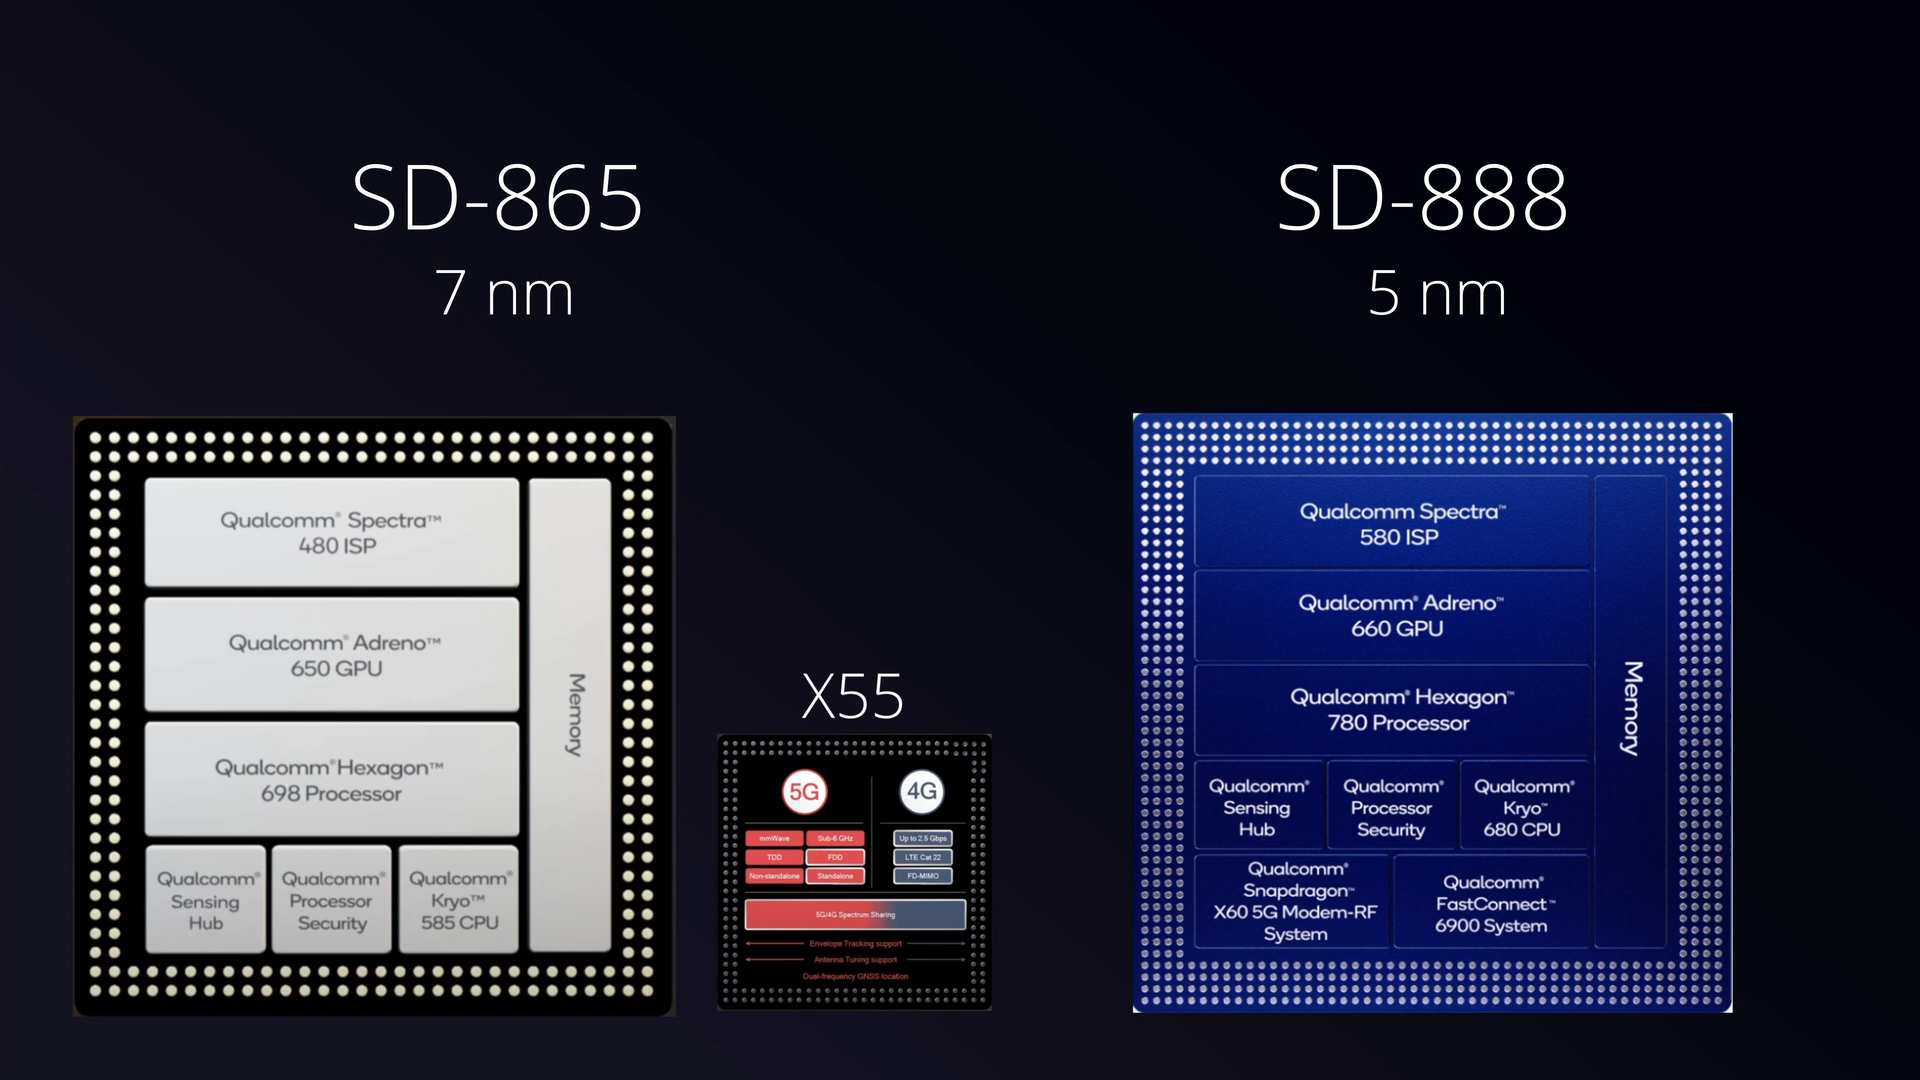 SD-865
7 nm
Qualcomm® Spectra™
480 ISP
Qualcomm® Adreno™
650 GPU
Qualcomm® Hexagon™
698 Processor
Qualcomm®
Sensing
Hub
Qualcomm®
Processor
Security
Qualcomm®
Kryo™
585 CPU
Memory
X55
5G
4G
mmWave
Sub-6 GHz
TDD
FDD
Non-standalone
Standalone
Up to 2.5 Gbps
LTE Cat 22
FD-MIMO
5G/4G Spectrum Sharing
Envelope Tracking support
Antenna Tuning support
Dual-frequency GNSS location
SD-888
5 nm
Qualcomm Spectra™
580 ISP
Qualcomm® Adreno™
660 GPU
Qualcomm® Hexagon™
780 Processor
Qualcomm®
Sensing
Hub
Qualcomm®
Processor
Security
Qualcomm®
Kryo™
680 CPU
Qualcomm®
Snapdragon™
X60 5G Modem-RF
System
Qualcomm®
FastConnect™
6900 System
Memory